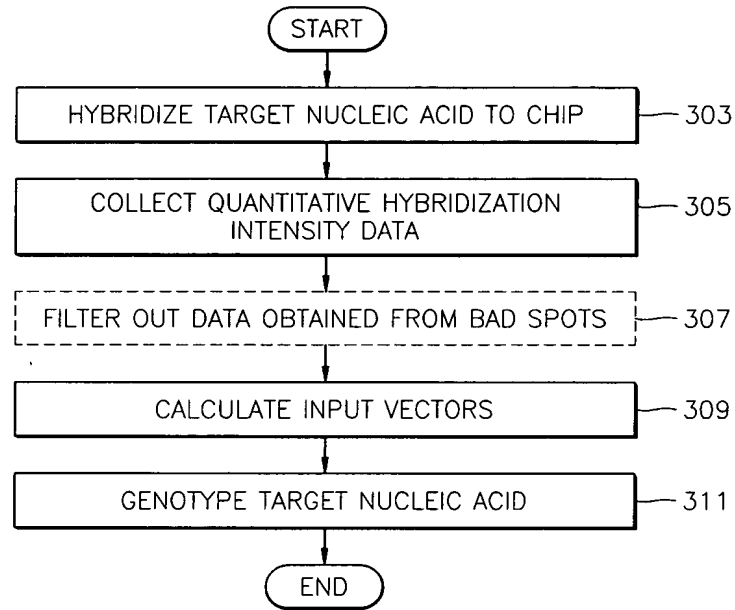 START
HYBRIDIZE TARGET NUCLEIC ACID TO CHIP 303
COLLECT QUANTITATIVE HYBRIDIZATION
INTENSITY DATA 305
FILTER OUT DATA OBTAINED FROM BAD SPOTS 307
CALCULATE INPUT VECTORS 309
GENOTYPE TARGET NUCLEIC ACID 311
END